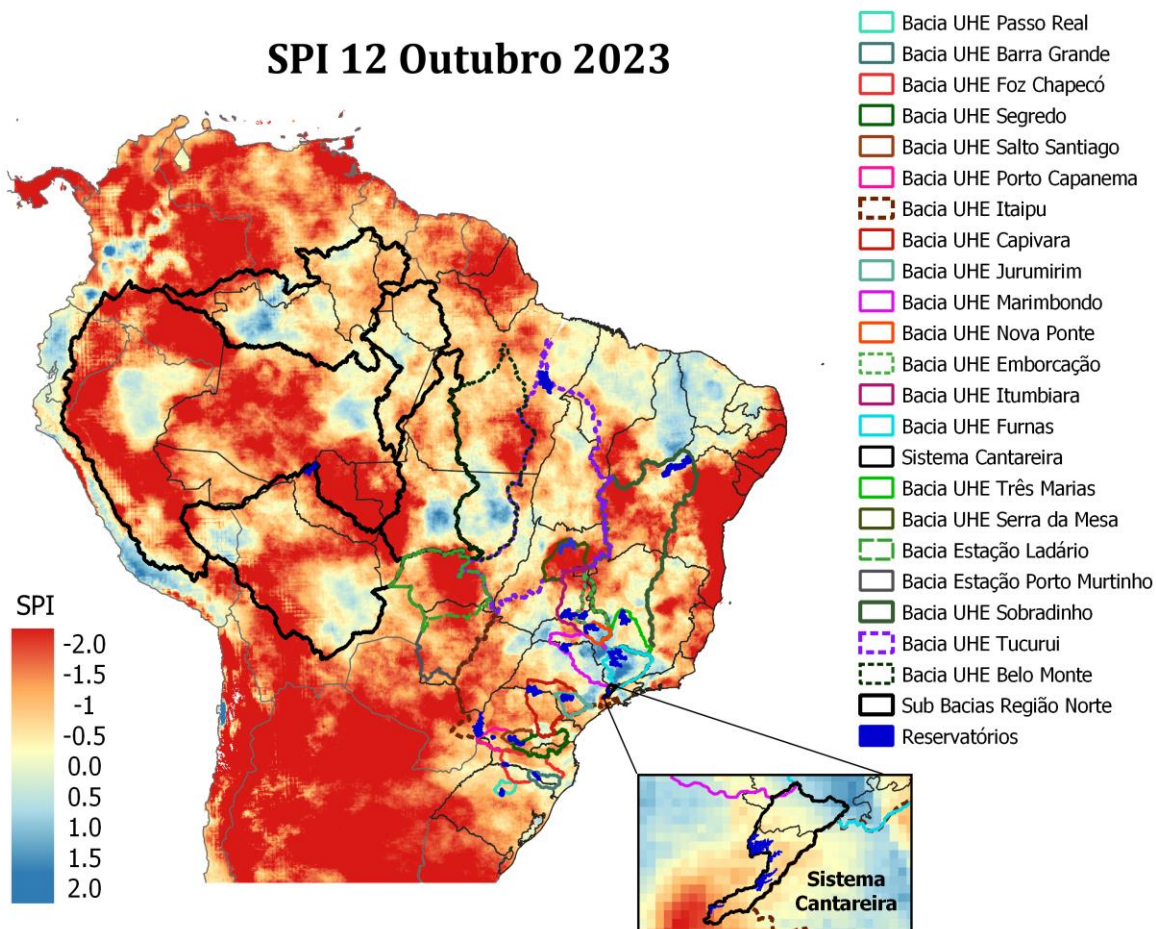 SPI 12 Outubro 2023
Bacia UHE Passo Real
Bacia UHE Barra Grande
Bacia UHE Foz Chapecó
Bacia UHE Segredo
Bacia UHE Salto Santiago
Bacia UHE Porto Capanema
Bacia UHE Itaipu
Bacia UHE Capivara
Bacia UHE Jurumirim
Bacia UHE Marimbondo
Bacia UHE Nova Ponte
Bacia UHE Emborcação
Bacia UHE Itumbiara
Bacia UHE Furnas
Sistema Cantareira
Bacia UHE Três Marias
Bacia UHE Serra da Mesa
Bacia Estação Ladário
Bacia Estação Porto Murtinho
Bacia UHE Sobradinho
Bacia UHE Tucurui
Bacia UHE Belo Monte
Sub Bacias Região Norte
Reservatórios
SPI
-2.0
-1.5
-1
-0.5
0.0
0.5
1.0
1.5
2.0
Sistema
Cantareira